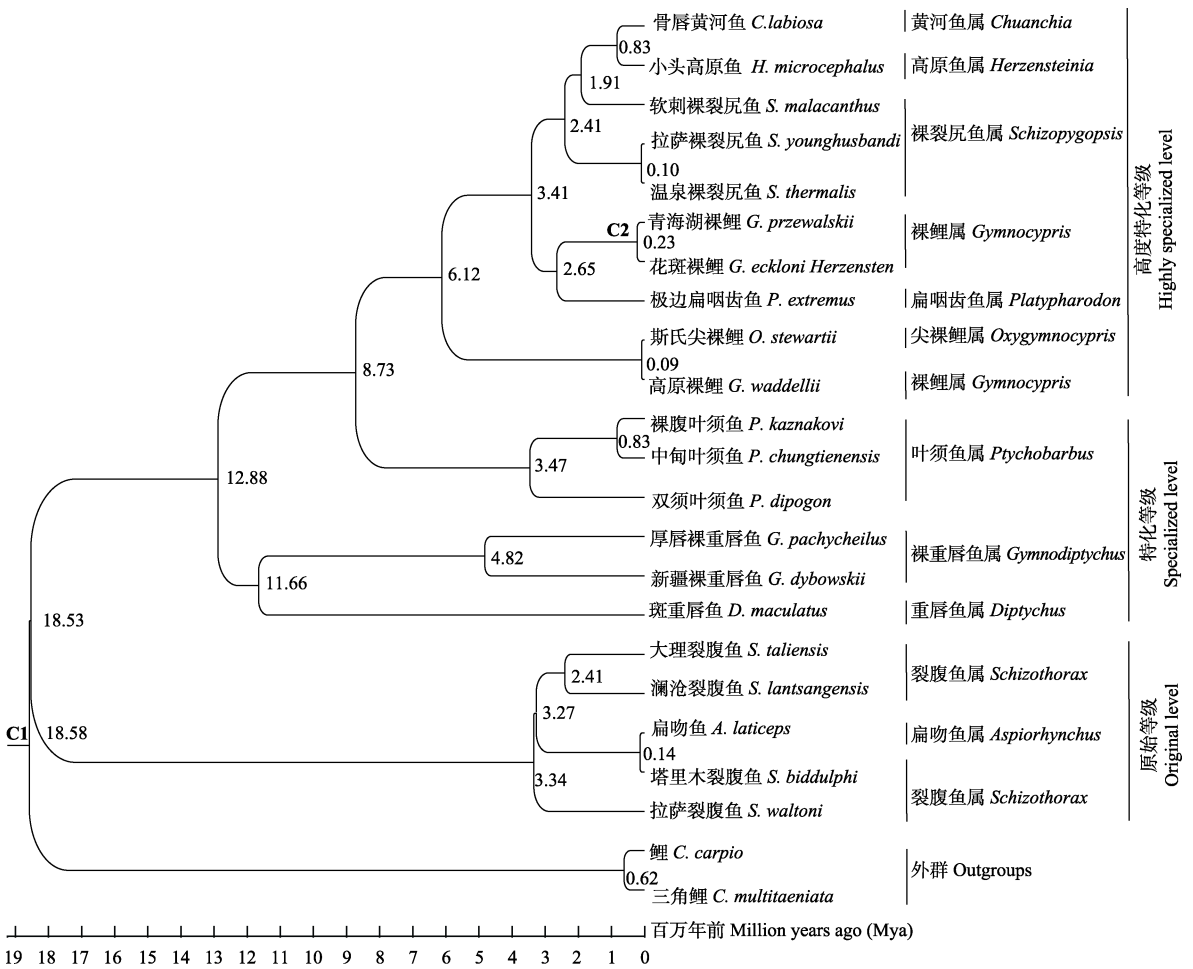 骨唇黄河鱼 C.labiosa
黄河鱼属 Chuanchia
0.83
小头高原鱼 H. microcephalus
高原鱼属 Herzensteinia
1.91
软刺裸裂尻鱼 S. malacanthus
2.41
拉萨裸裂尻鱼 S. younghusbandi
裸裂尻鱼属 Schizopygopsis
0.10
温泉裸裂尻鱼 S. thermalis
3.41
青海湖裸鲤 G. przewalskii
C2
0.23
裸鲤属 Gymnocypris
花斑裸鲤 G. eckloni Herzensten
2.65
6.12
极边扁咽齿鱼 P. extremus
扁咽齿鱼属 Platypharodon
斯氏尖裸鲤 O. stewartii
尖裸鲤属 Oxygymnocypris
0.09
8.73
高原裸鲤 G. waddellii
裸鲤属 Gymnocypris
高度特化等级
Highly specialized level
裸腹叶须鱼 P. kaznakovi
0.83
中甸叶须鱼 P. chungtienensis
叶须鱼属 Ptychobarbus
3.47
12.88
双须叶须鱼 P. dipogon
厚唇裸重唇鱼 G. pachycheilus
4.82
裸重唇鱼属 Gymnodiptychus
新疆裸重唇鱼 G. dybowskii
11.66
斑重唇鱼 D. maculatus
重唇鱼属 Diptychus
特化等级
Specialized level
18.53
大理裂腹鱼 S. taliensis
2.41
裂腹鱼属 Schizothorax
澜沧裂腹鱼 S. lantsangensis
3.27
C1
18.58
扁吻鱼 A. laticeps
扁吻鱼属 Aspiorhynchus
0.14
塔里木裂腹鱼 S. biddulphi
3.34
裂腹鱼属 Schizothorax
拉萨裂腹鱼 S. waltoni
原始等级
Original level
鲤 C. carpio
0.62
外群 Outgroups
三角鲤 C. multitaeniata
百万年前 Million years ago (Mya)
19 18 17 16 15 14 13 12 11 10 9 8 7 6 5 4 3 2 1 0